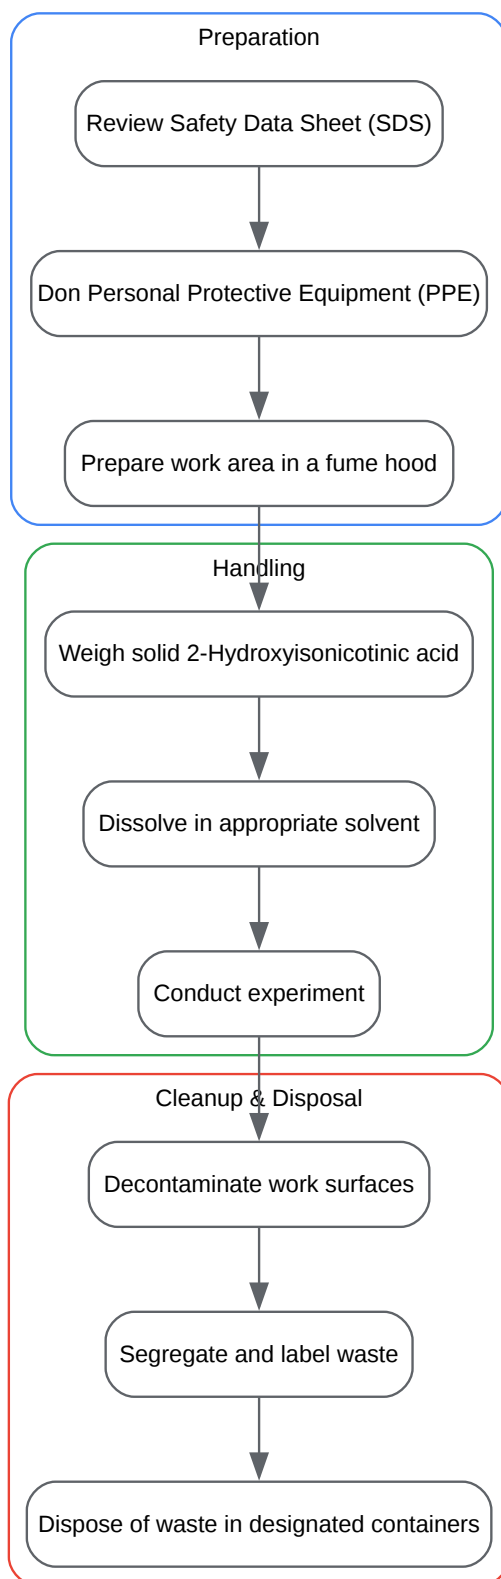 Preparation
Review Safety Data Sheet (SDS)
Don Personal Protective Equipment (PPE)
Prepare work area in a fume hood
Handling
Weigh solid 2-Hydroxyisonicotinic acid
Dissolve in appropriate solvent
Conduct experiment
Cleanup & Disposal
Decontaminate work surfaces
Segregate and label waste
Dispose of waste in designated containers